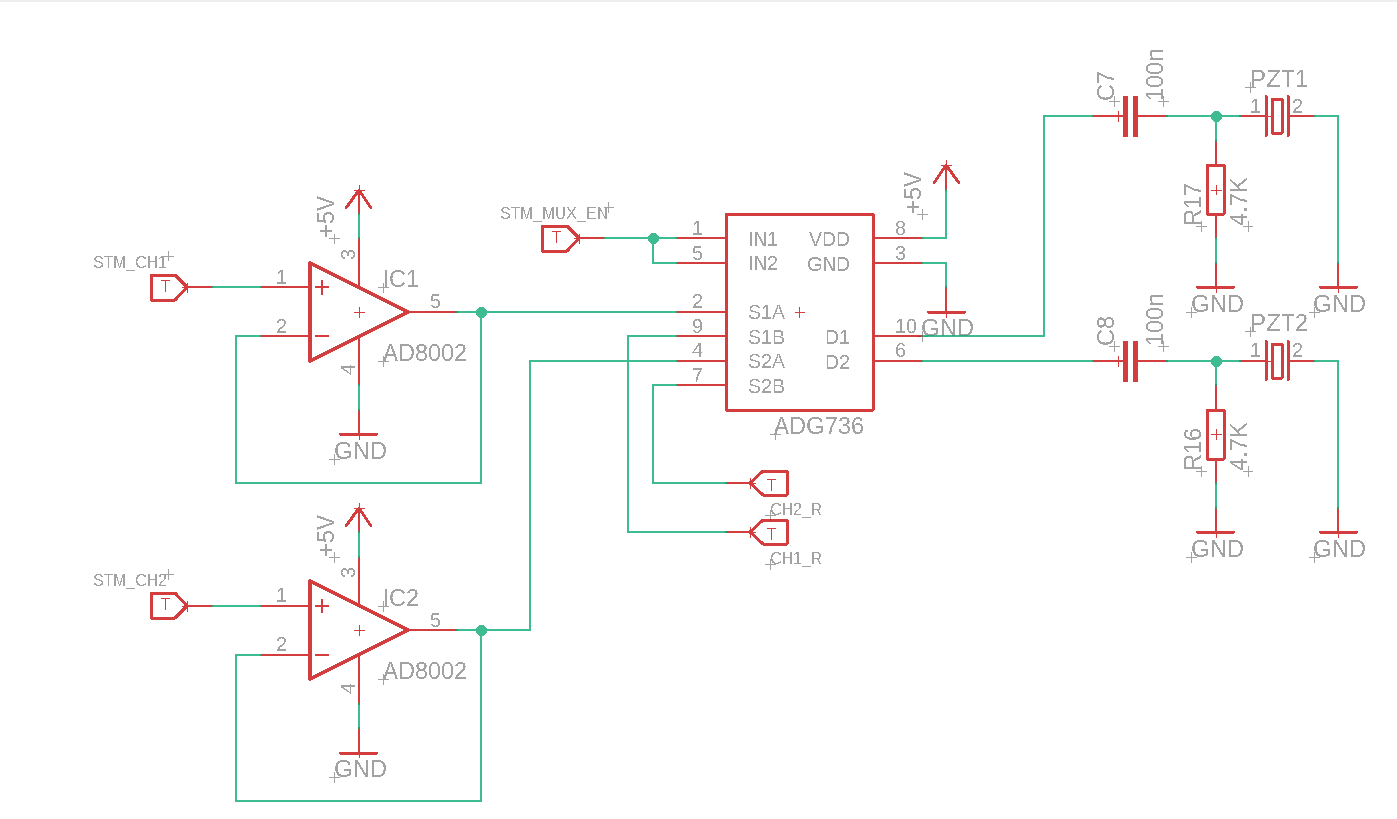 C7
100n
PZT1
1
2
R17
4.7K
GND
GND
+5V
STM_MUX_EN
T
1
5
IN1
IN2
VDD
GND
8
3
GND
2
9
4
7
S1A
S1B
S2A
S2B
D1
D2
10
6
ADG736
+5V
STM_CH1
T
1
2
3
4
5
IC1
AD8002
GND
C8
100n
PZT2
1
2
R16
4.7K
GND
GND
T
CH2_R
T
CH1_R
+5V
STM_CH2
T
1
2
3
4
5
IC2
AD8002
GND